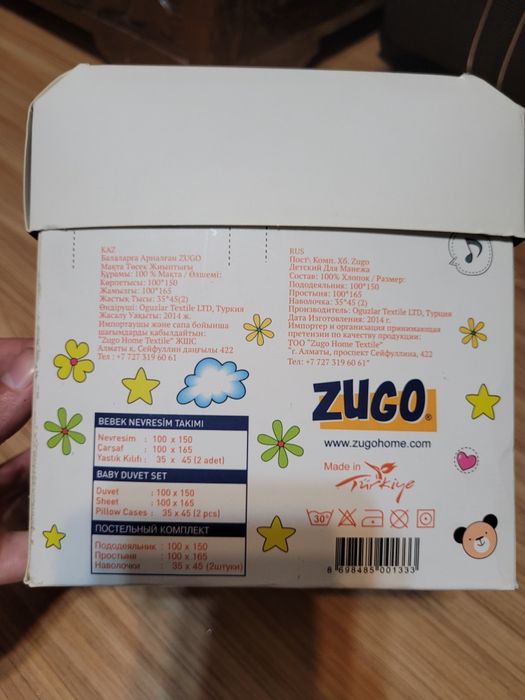 KAZ
Балаларга Арналған ZUGO
Мақта Төсек Жиынтығы
Құрамы: 100 % Мақта / Өлшемі:
Көрпетысы: 100*150
Жамылғы: 100*165
Жастық Тысы: 35*45(2)
Өндіруші: Oguzlar Textile LTD, Туркия
Жасалу Уақыты: 2014 ж.
Импорташы және сапа бойынша
шағымдарды қабылдайтын:
"Zugo Home Textile" ЖШС
Алматы қ. Сейфуллин даңғылы 422
Тел : +7 727 319 60 61
RUS
Пост\ Комп. Хб. Zugo
Детский Для Манежа
Состав: 100% Хлопок / Размер:
Пододеяльник: 100*150
Простыня: 100*165
Наволочка: 35*45 (2)
Производитель: Oguzlar Textile LTD, Турция
Дата Изготовления: 2014 г.
Импортер и организация принимающая
претензии по качеству продукции:
ТОО "Zugo Home Textile"
"г. Алматы, проспект Сейфуллина, 422
Тел: +7 727 319 60 61"
BEBEK NEVRESİM TAKIMI
Nevresim : 100 x 150
Çarşaf : 100 x 165
Yastık Kılıfı : 35 x 45 (2 adet)
BABY DUVET SET
Duvet : 100 x 150
Sheet : 100 x 165
Pillow Cases : 35 x 45 (2 pcs)
ПОСТЕЛЬНЫЙ КОМПЛЕКТ
Пододеяльник : 100 x 150
Простыня : 100 x 165
Наволочки : 35 x 45 (2штуки)
ZUGO®
www.zugohome.com
Made in
Türkiye
30°
8 698485 001333